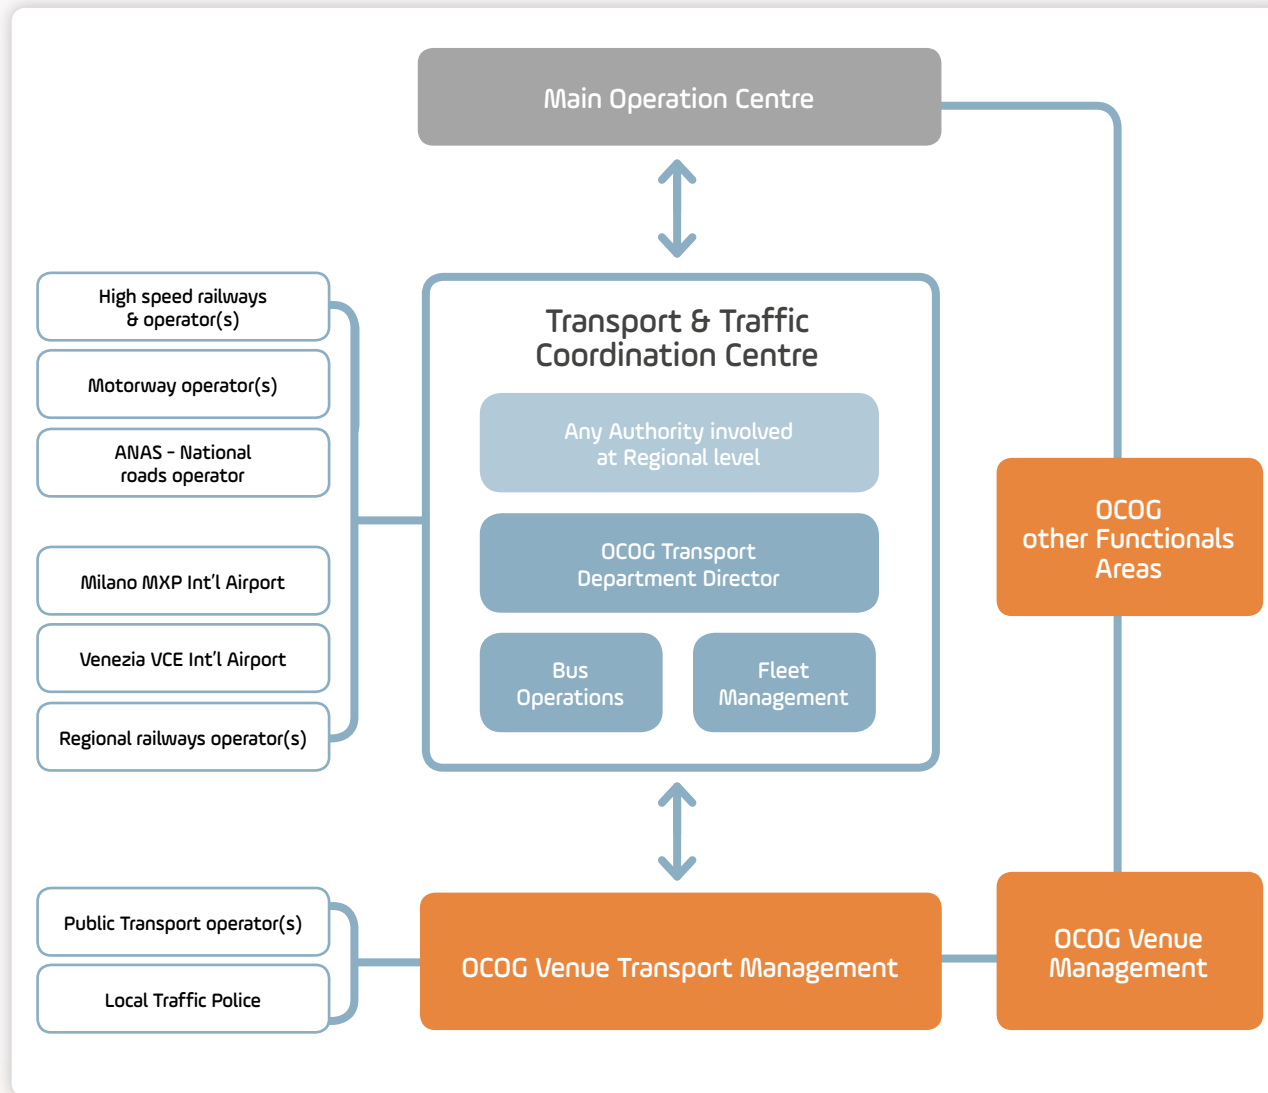 Main Operation Centre
High speed railways
& operator(s)
Motorway operator(s)
ANAS - National
roads operator
Milano MXP Int'l Airport
Venezia VCE Int'l Airport
Regional railways operator(s)
Transport & Traffic
Coordination Centre
Any Authority involved
at Regional level
OCOG Transport
Department Director
Bus
Operations
Fleet
Management
OCOG
other Functionals
Areas
Public Transport operator(s)
Local Traffic Police
OCOG Venue Transport Management
OCOG Venue
Management